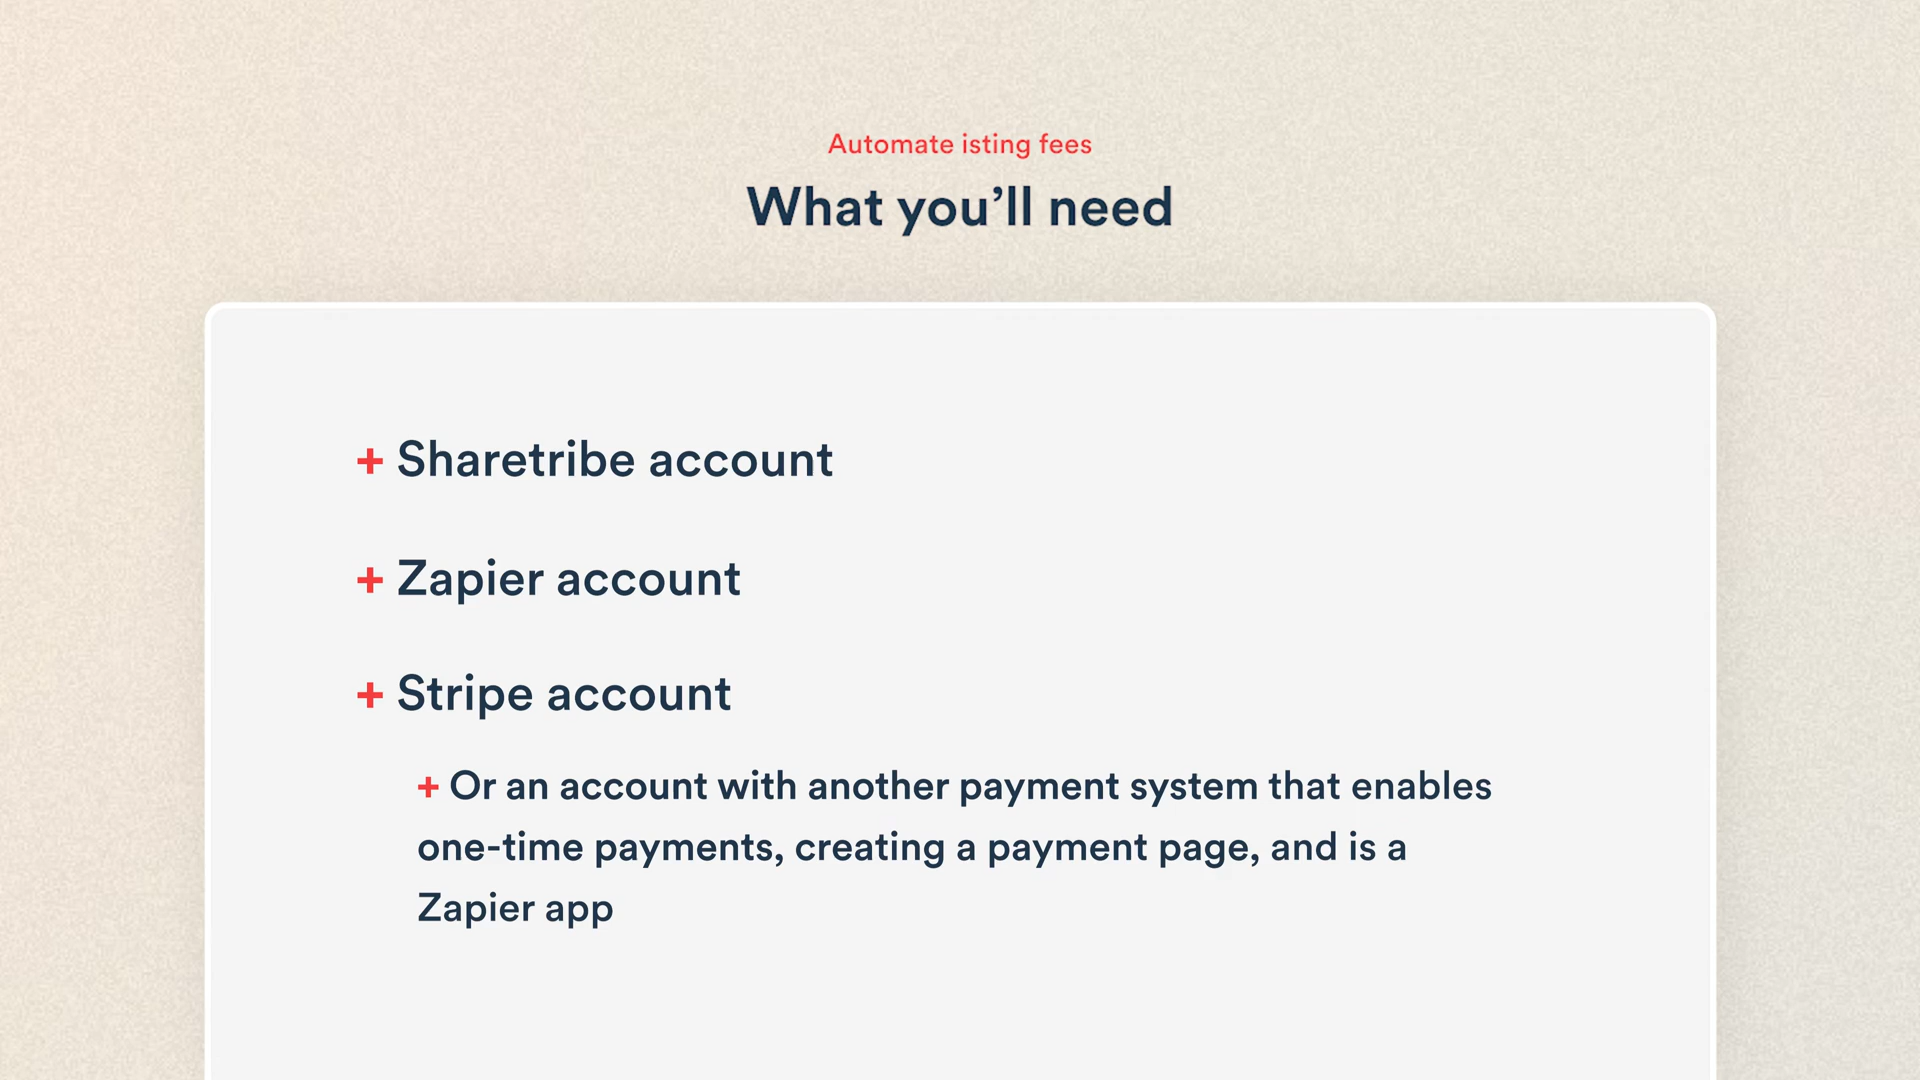 Automate isting fees
What you’ll need
+ Sharetribe account
+ Zapier account
+ Stripe account
+ Or an account with another payment system that enables
one-time payments, creating a payment page, and is a
Zapier app